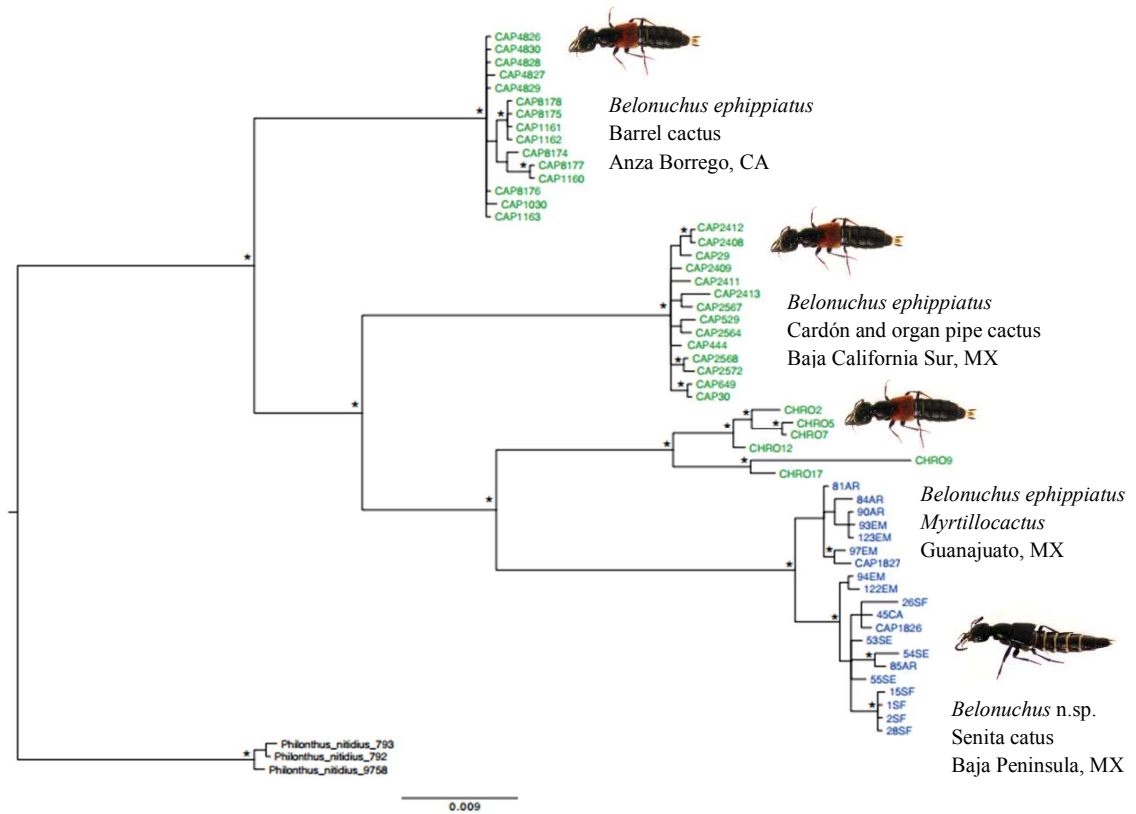 CAP4826
CAP4830
CAP4828
CAP4827
CAP4829
CAP8178
CAP8175
CAP1161
CAP1162
CAP8174
CAP8177
CAP1160
CAP8176
CAP1030
CAP1163
Belonuchus ephippiatus
Barrel cactus
Anza Borrego, CA
CAP2412
CAP2408
CAP29
CAP2409
CAP2411
CAP2413
CAP2567
CAP529
CAP2564
CAP444
CAP2568
CAP2572
CAP649
CAP30
Belonuchus ephippiatus
Cardón and organ pipe cactus
Baja California Sur, MX
CHRO2
CHRO5
CHRO7
CHRO12
CHRO9
CHRO17
Belonuchus ephippiatus
Myrtillocactus
Guanajuato, MX
81AR
84AR
90AR
93EM
123EM
97EM
CAP1827
94EM
122EM
26SF
45CA
CAP1826
53SE
54SE
85AR
55SE
15SF
1SF
2SF
28SF
Belonuchus n.sp.
Senita catus
Baja Peninsula, MX
Philonthus_nitidius_793
Philonthus_nitidius_792
Philonthus_nitidius_9758
0.009